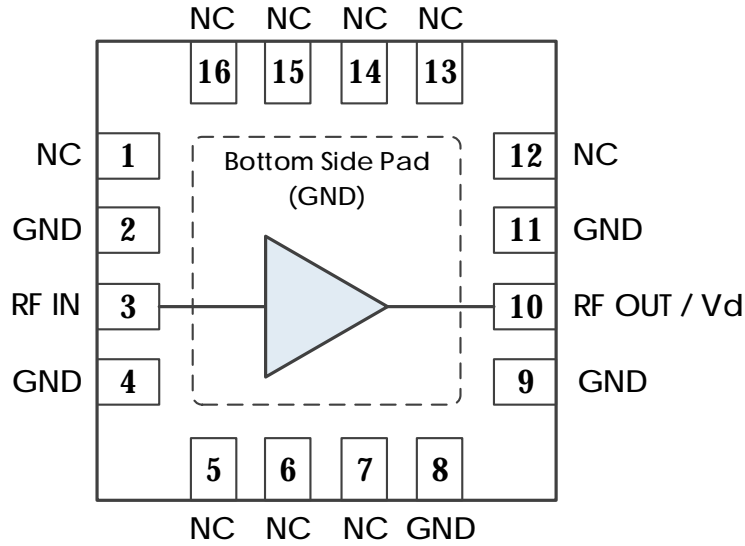 NC NC NC NC
16 15 14 13
NC 1 12 NC
Bottom Side Pad
(GND)
GND 2 11 GND
RF IN 3 10 RF OUT / Vd
GND 4 9 GND
5 6 7 8
NC NC NC GND